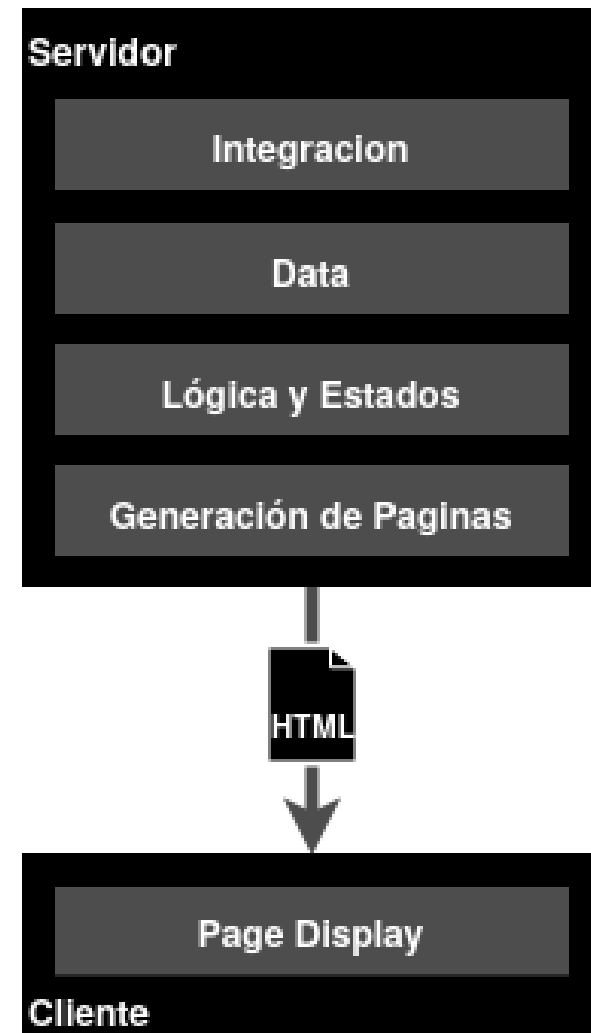 Servidor
Integracion
Data
Lógica y Estados
Generación de Paginas
HTML
Page Display
Cliente